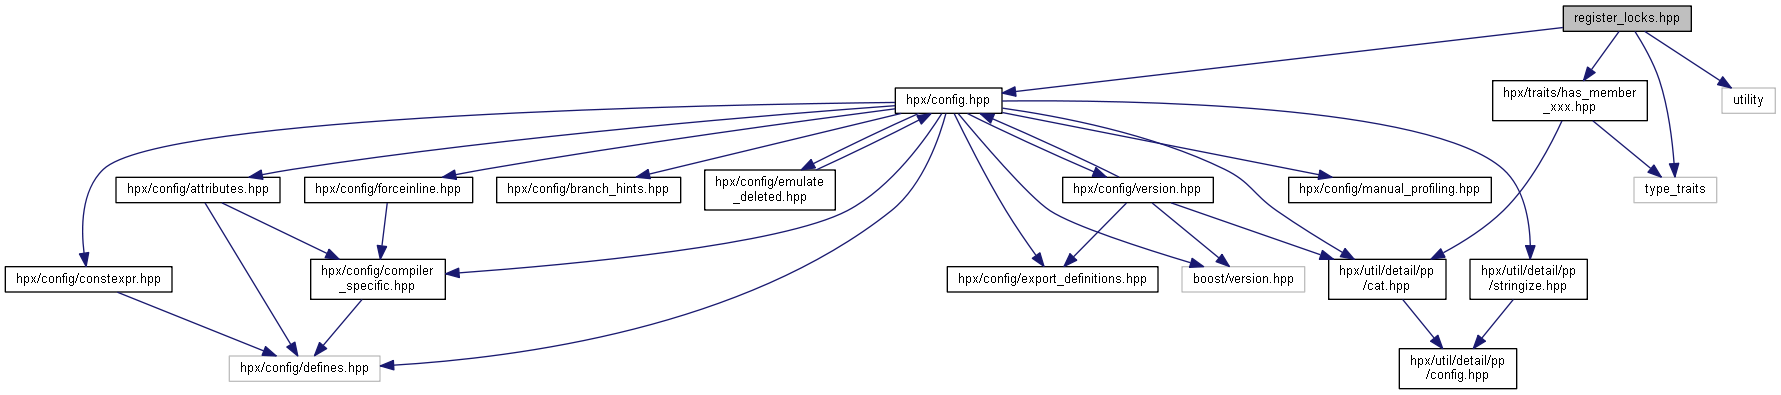 register_locks.hpp
hpx/config.hpp
hpx/traits/has_member
_xxx.hpp
utility
hpx/config/attributes.hpp
hpx/config/forceinline.hpp
hpx/config/branch_hints.hpp
hpx/config/emulate
_deleted.hpp
hpx/config/version.hpp
hpx/config/manual_profiling.hpp
type_traits
hpx/config/constexpr.hpp
hpx/config/compiler
_specific.hpp
hpx/config/export_definitions.hpp
boost/version.hpp
hpx/util/detail/pp
/cat.hpp
hpx/util/detail/pp
/stringize.hpp
hpx/config/defines.hpp
hpx/util/detail/pp
/config.hpp